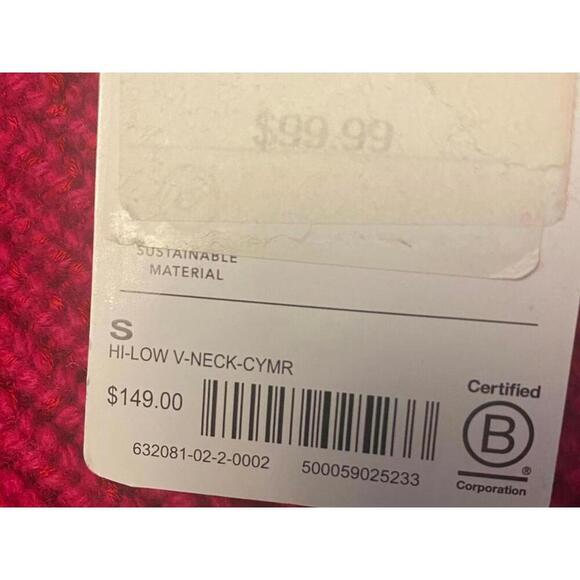 $99.99
SUSTAINABLE
MATERIAL
S
HI-LOW V-NECK-CYMR
$149.00
632081-02-2-0002 500059025233
Certified
B
®
Corporation